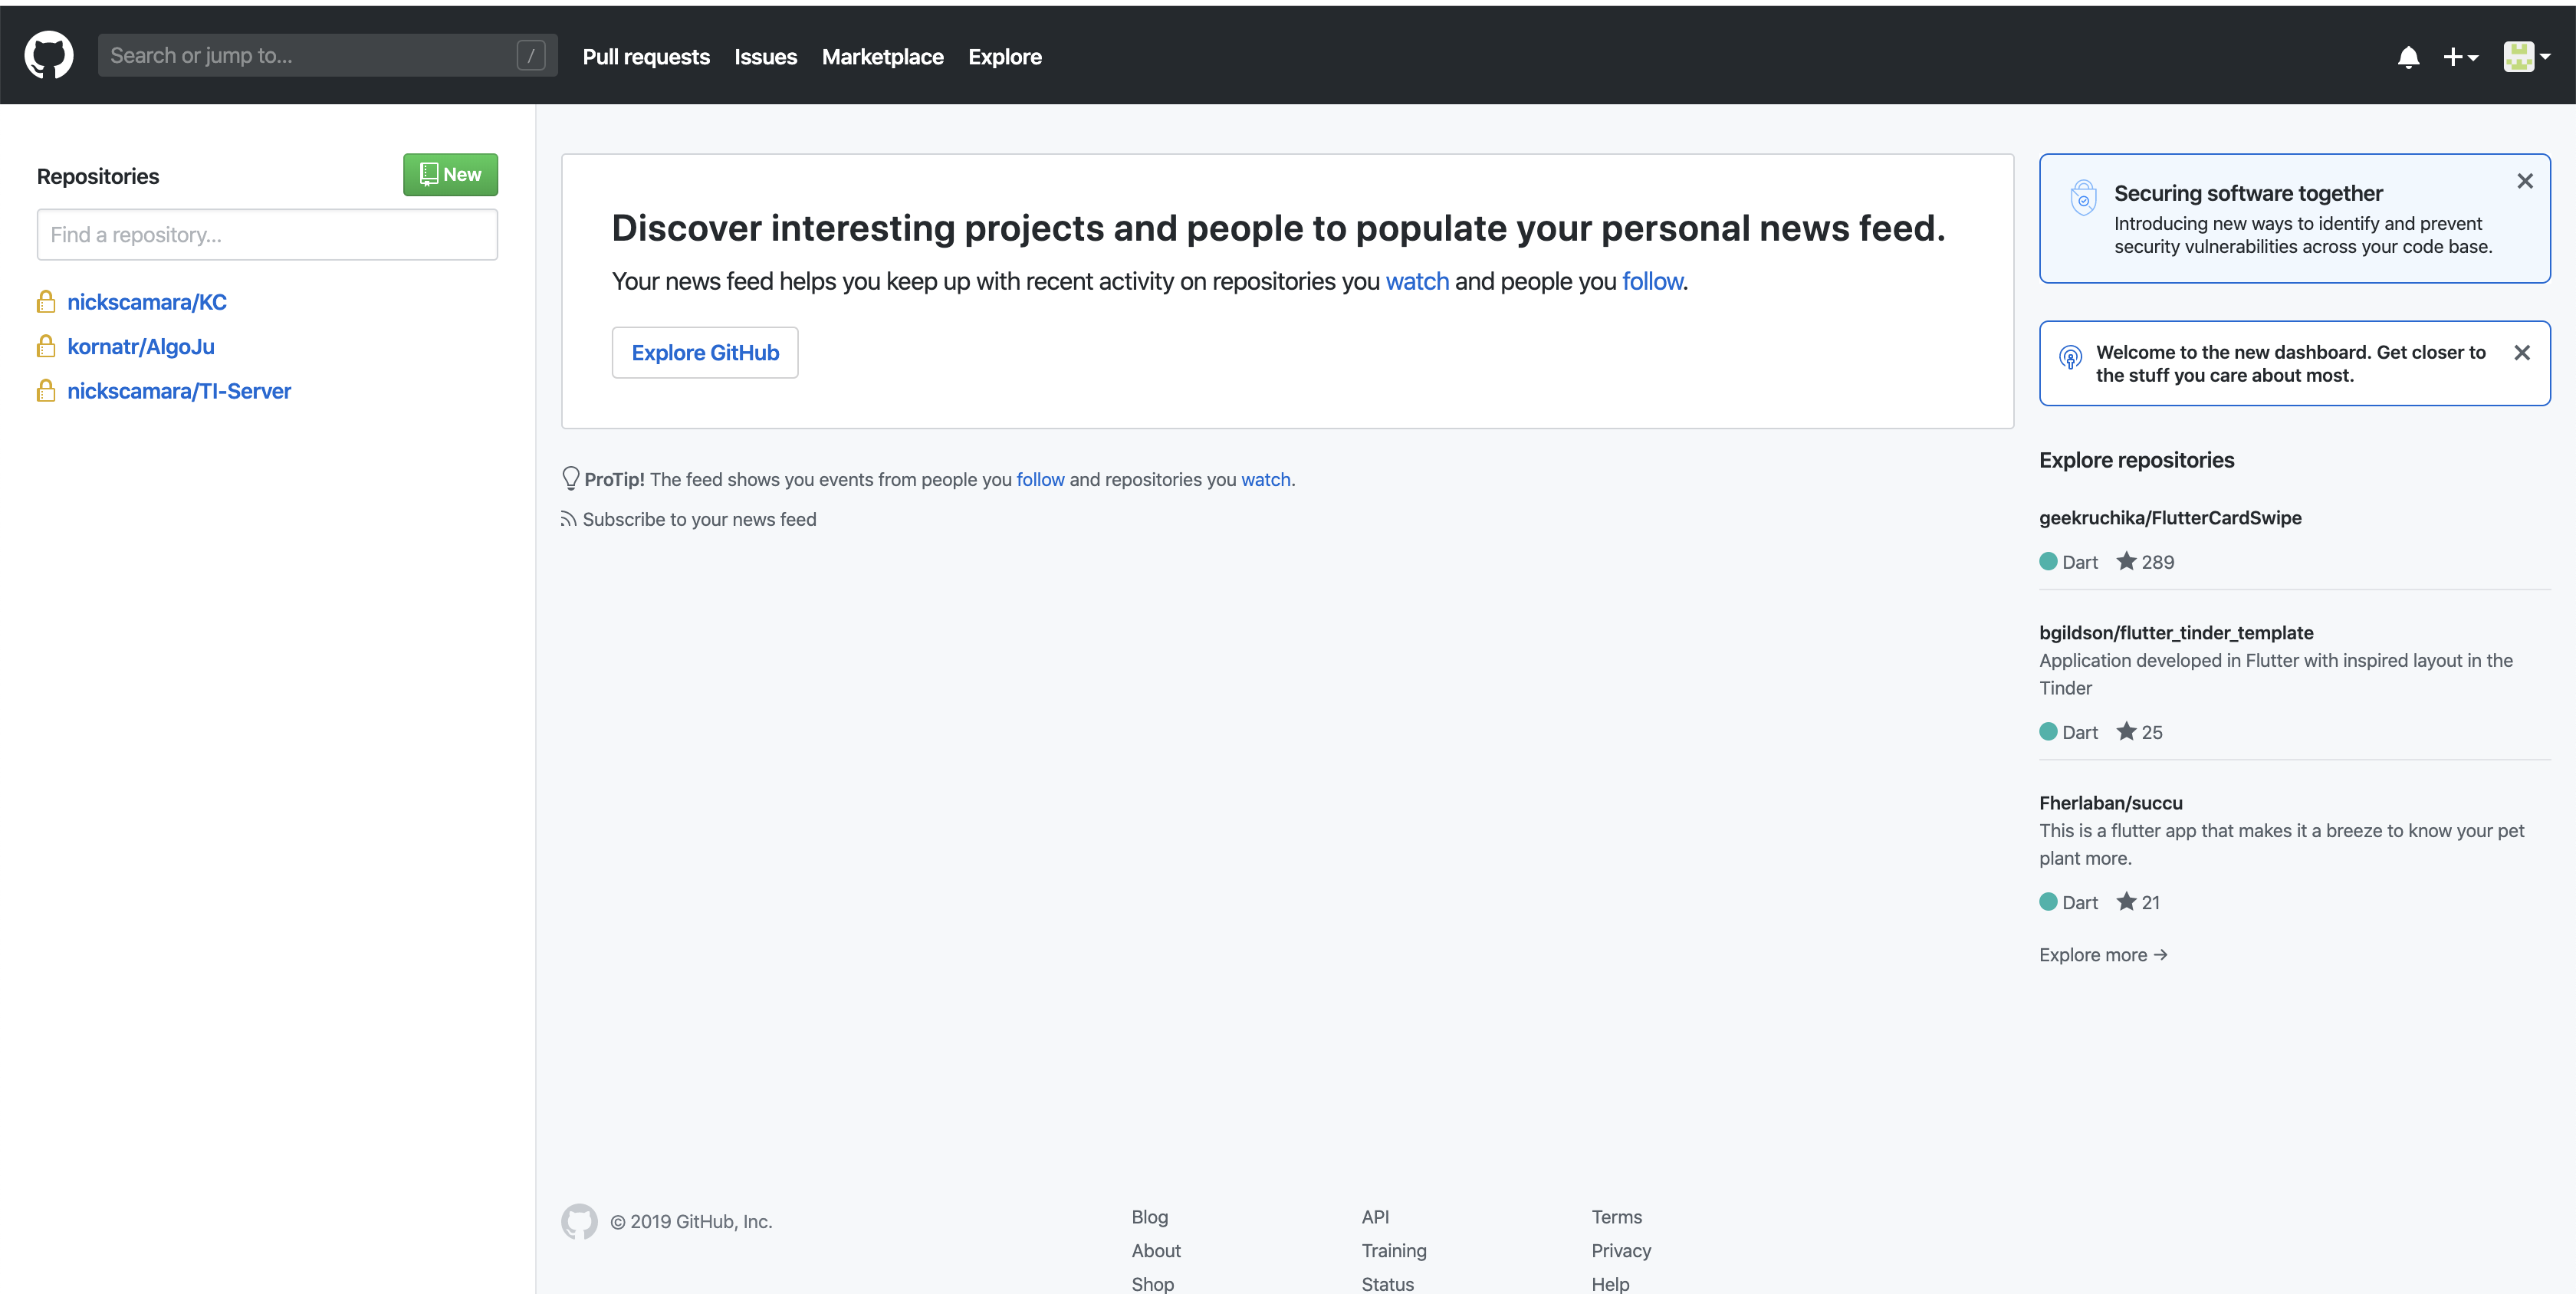 Search or jump to...
/
Pull requests
Issues
Marketplace
Explore
Repositories
New
Find a repository...
nickscamara/KC
kornatr/AlgoJu
nickscamara/TI-Server
Discover interesting projects and people to populate your personal news feed.
Your news feed helps you keep up with recent activity on repositories you watch and people you follow.
Explore GitHub
ProTip! The feed shows you events from people you follow and repositories you watch.
Subscribe to your news feed
Securing software together
Introducing new ways to identify and prevent
security vulnerabilities across your code base.
Welcome to the new dashboard. Get closer to
the stuff you care about most.
Explore repositories
geekruchika/FlutterCardSwipe
Dart 289
bgildson/flutter_tinder_template
Application developed in Flutter with inspired layout in the
Tinder
Dart 25
Fherlaban/succu
This is a flutter app that makes it a breeze to know your pet
plant more.
Dart 21
Explore more →
© 2019 GitHub, Inc.
Blog
About
Shop
API
Training
Status
Terms
Privacy
Help